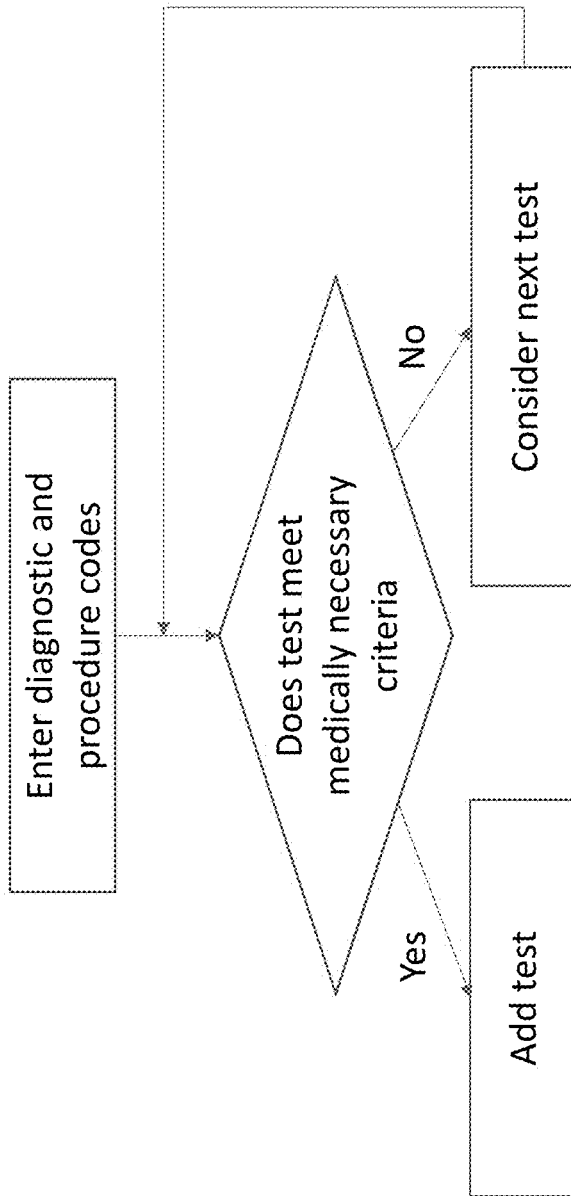 Enter diagnostic and
procedure codes
Does test meet
medically necessary
criteria
Yes
No
Add test
Consider next test